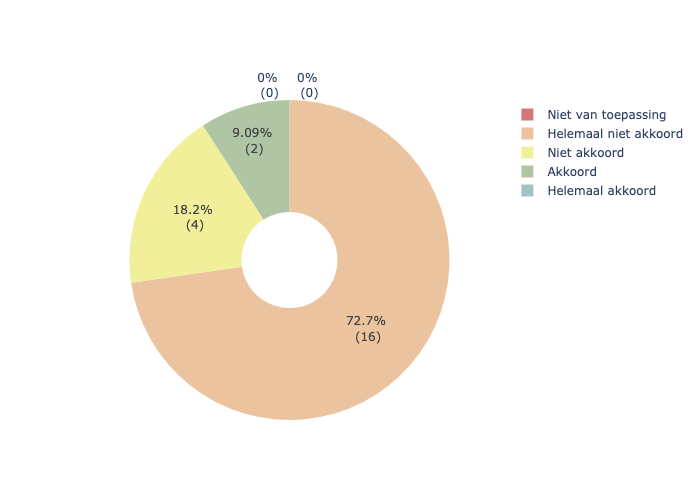 0%
(0)
0%
(0)
9.09%
(2)
18.2%
(4)
72.7%
(16)
Niet van toepassing
Helemaal niet akkoord
Niet akkoord
Akkoord
Helemaal akkoord